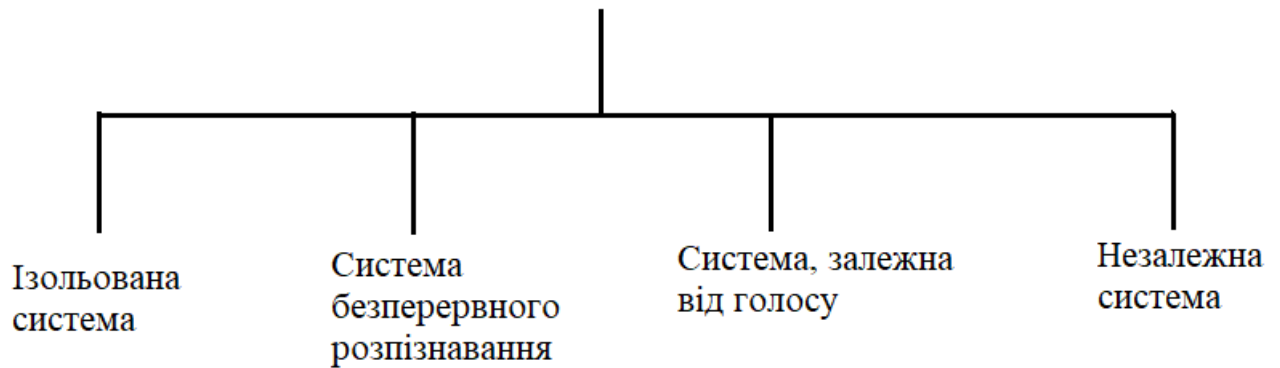 Ізольована
система
Система
безперервного
розпізнавання
Система, залежна
від голосу
Незалежна
система